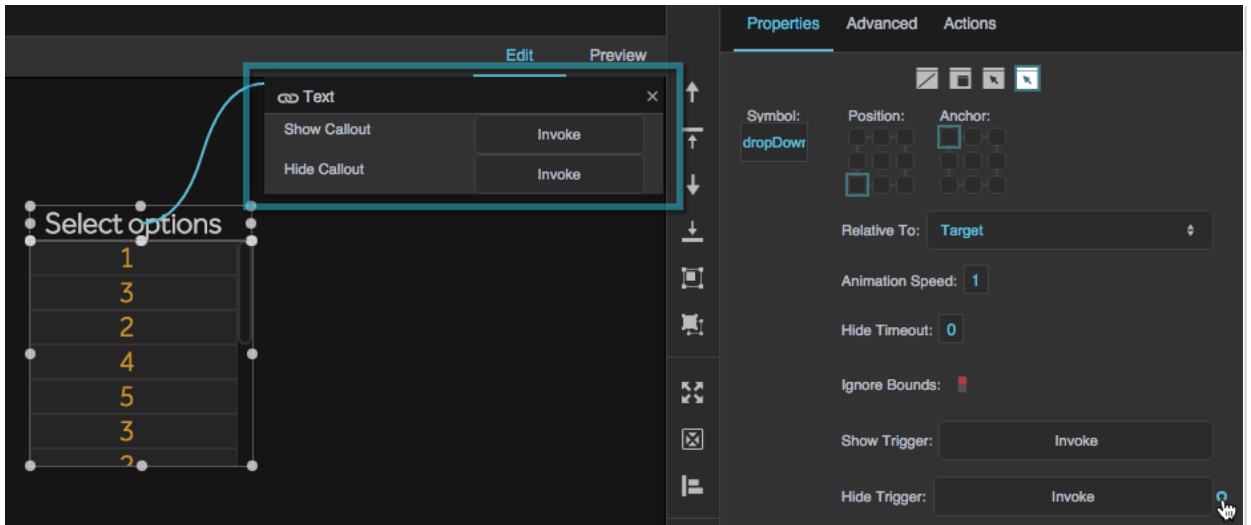 Properties Advanced Actions
Edit Preview
Text
Show Callout Invoke
Hide Callout Invoke
Select options
1
3
2
4
5
3
2
Symbol: Position: Anchor:
dropDowr
Relative To: Target
Animation Speed: 1
Hide Timeout: 0
Ignore Bounds:
Show Trigger: Invoke
Hide Trigger: Invoke